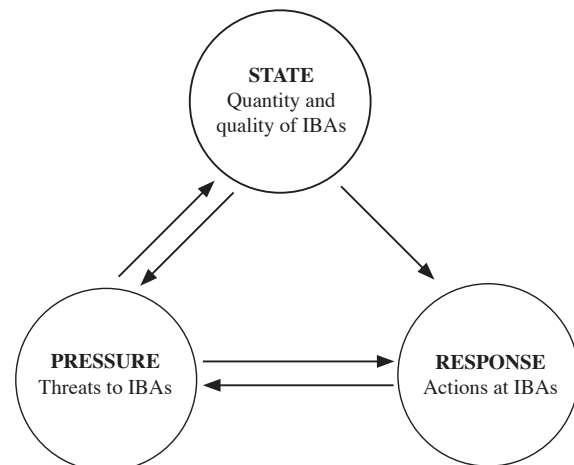 STATE
Quantity and
quality of IBAs
PRESSURE
Threats to IBAs
RESPONSE
Actions at IBAs